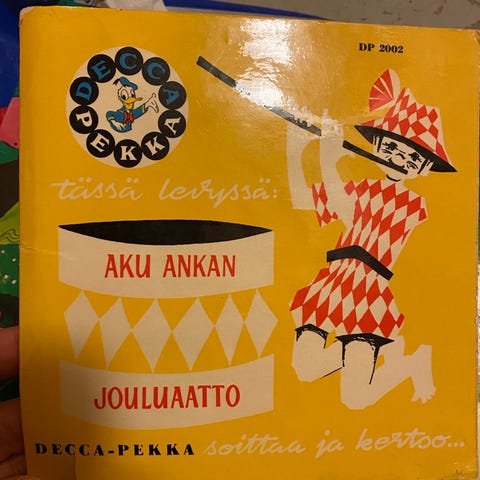 DP 2002
DECCA
PEKKA
tässä levyssä:
AKU ANKAN
JOULUAATTO
DECCA-PEKKA soittaa ja kertoo...